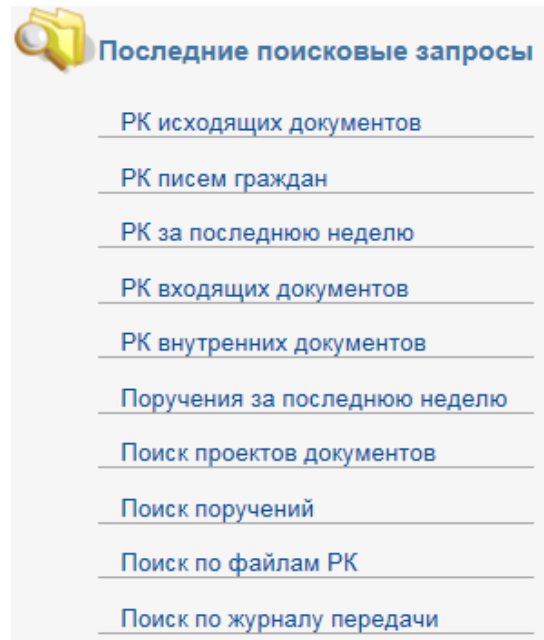 Последние поисковые запросы
РК исходящих документов
РК писем граждан
РК за последнюю неделю
РК входящих документов
РК внутренних документов
Поручения за последнюю неделю
Поиск проектов документов
Поиск поручений
Поиск по файлам РК
Поиск по журналу передачи